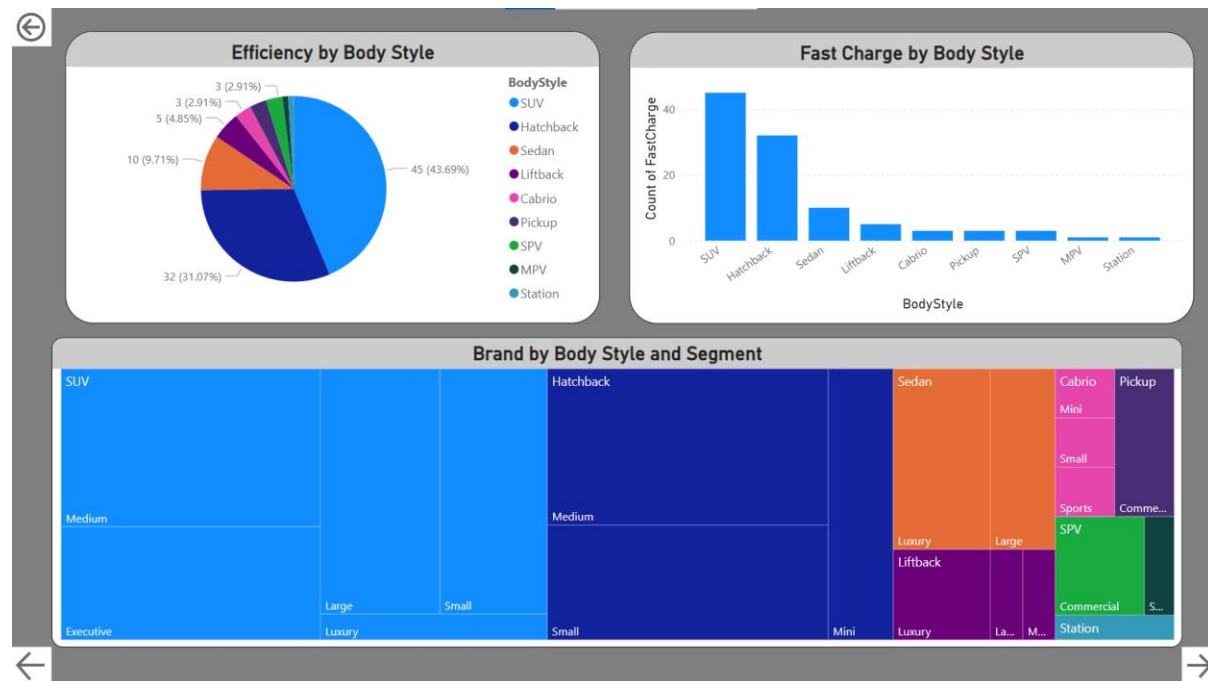 Efficiency by Body Style
3 (2.91%)
3 (2.91%)
5 (4.85%)
10 (9.71%)
45 (43.69%)
32 (31.07%)
BodyStyle
SUV
Hatchback
Sedan
Liftback
Cabrio
Pickup
SPV
MPV
Station
Fast Charge by Body Style
Count of FastCharge
40
20
0
SUV
Hatchback
Sedan
Liftback
Cabrio
Pickup
SPV
MPV
Station
BodyStyle
Brand by Body Style and Segment
SUV
Medium
Executive
Large
Small
Luxury
Hatchback
Medium
Small
Mini
Sedan
Luxury
Large
Liftback
Luxury
La...
M...
Cabrio
Mini
Small
Sports
Pickup
Comme...
SPV
Commercial
S...
Station